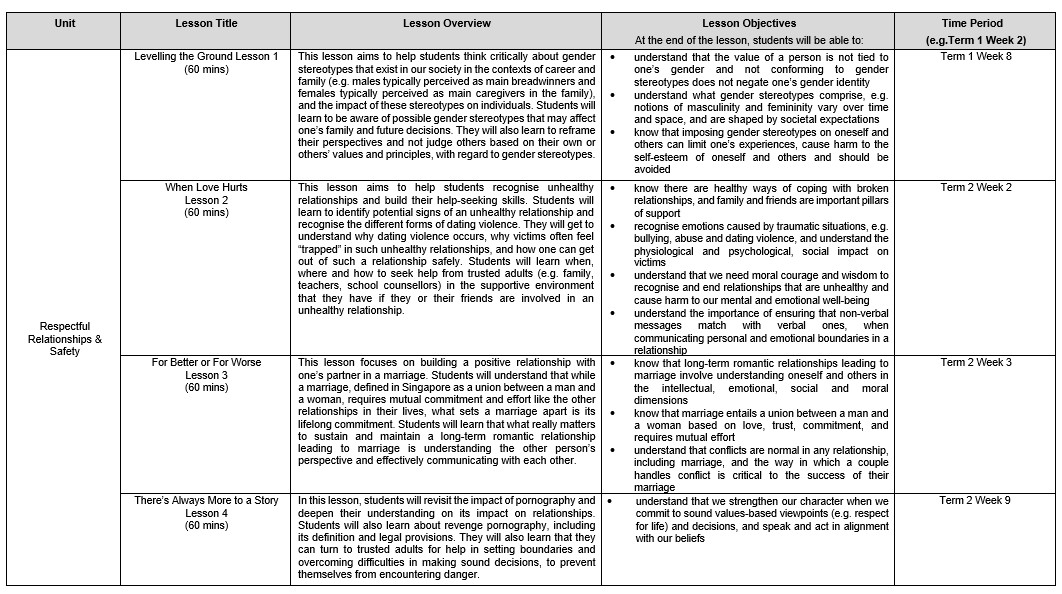 Unit
Lesson Title
Lesson Overview
Lesson Objectives
At the end of the lesson, students will be able to:
Time Period
(e.g.Term 1 Week 2)
Respectful
Relationships &
Safety
Levelling the Ground Lesson 1
(60 mins)
This lesson aims to help students think critically about gender
stereotypes that exist in our society in the contexts of career and
family (e.g. males typically perceived as main breadwinners and
females typically perceived as main caregivers in the family),
and the impact of these stereotypes on individuals. Students will
learn to be aware of possible gender stereotypes that may affect
one's family and future decisions. They will also learn to reframe
their perspectives and not judge others based on their own or
others' values and principles, with regard to gender stereotypes.
• understand that the value of a person is not tied to
one's gender and not conforming to gender
stereotypes does not negate one's gender identity
• understand what gender stereotypes comprise, e.g.
notions of masculinity and femininity vary over time
and space, and are shaped by societal expectations
• know that imposing gender stereotypes on oneself and
others can limit one's experiences, cause harm to the
self-esteem of oneself and others and should be
avoided
Term 1 Week 8
When Love Hurts
Lesson 2
(60 mins)
This lesson aims to help students recognise unhealthy
relationships and build their help-seeking skills. Students will
learn to identify potential signs of an unhealthy relationship and
recognise the different forms of dating violence. They will get to
understand why dating violence occurs, why victims often feel
“trapped” in such unhealthy relationships, and how one can get
out of such a relationship safely. Students will learn when,
where and how to seek help from trusted adults (e.g. family,
teachers, school counsellors) in the supportive environment
that they have if they or their friends are involved in an
unhealthy relationship.
• know there are healthy ways of coping with broken
relationships, and family and friends are important pillars
of support
• recognise emotions caused by traumatic situations, e.g.
bullying, abuse and dating violence, and understand the
physiological and psychological, social impact on
victims
• understand that we need moral courage and wisdom to
recognise and end relationships that are unhealthy and
cause harm to our mental and emotional well-being
• understand the importance of ensuring that non-verbal
messages match with verbal ones, when
communicating personal and emotional boundaries in a
relationship
Term 2 Week 2
For Better or For Worse
Lesson 3
(60 mins)
This lesson focuses on building a positive relationship with
one's partner in a marriage. Students will understand that while
a marriage, defined in Singapore as a union between a man and
a woman, requires mutual commitment and effort like the other
relationships in their lives, what sets a marriage apart is its
lifelong commitment. Students will learn that what really matters
to sustain and maintain a long-term romantic relationship
leading to marriage is understanding the other person's
perspective and effectively communicating with each other.
• know that long-term romantic relationships leading to
marriage involve understanding oneself and others in
the intellectual, emotional, social and moral
dimensions
• know that marriage entails a union between a man and
a woman based on love, trust, commitment, and
requires mutual effort
• understand that conflicts are normal in any relationship,
including marriage, and the way in which a couple
handles conflict is critical to the success of their
marriage
Term 2 Week 3
There's Always More to a Story
Lesson 4
(60 mins)
In this lesson, students will revisit the impact of pornography and
deepen their understanding on its impact on relationships.
Students will also learn about revenge pornography, including
its definition and legal provisions. They will also learn that they
can turn to trusted adults for help in setting boundaries and
overcoming difficulties in making sound decisions, to prevent
themselves from encountering danger.
• understand that we strengthen our character when we
commit to sound values-based viewpoints (e.g. respect
for life) and decisions, and speak and act in alignment
with our beliefs
Term 2 Week 9